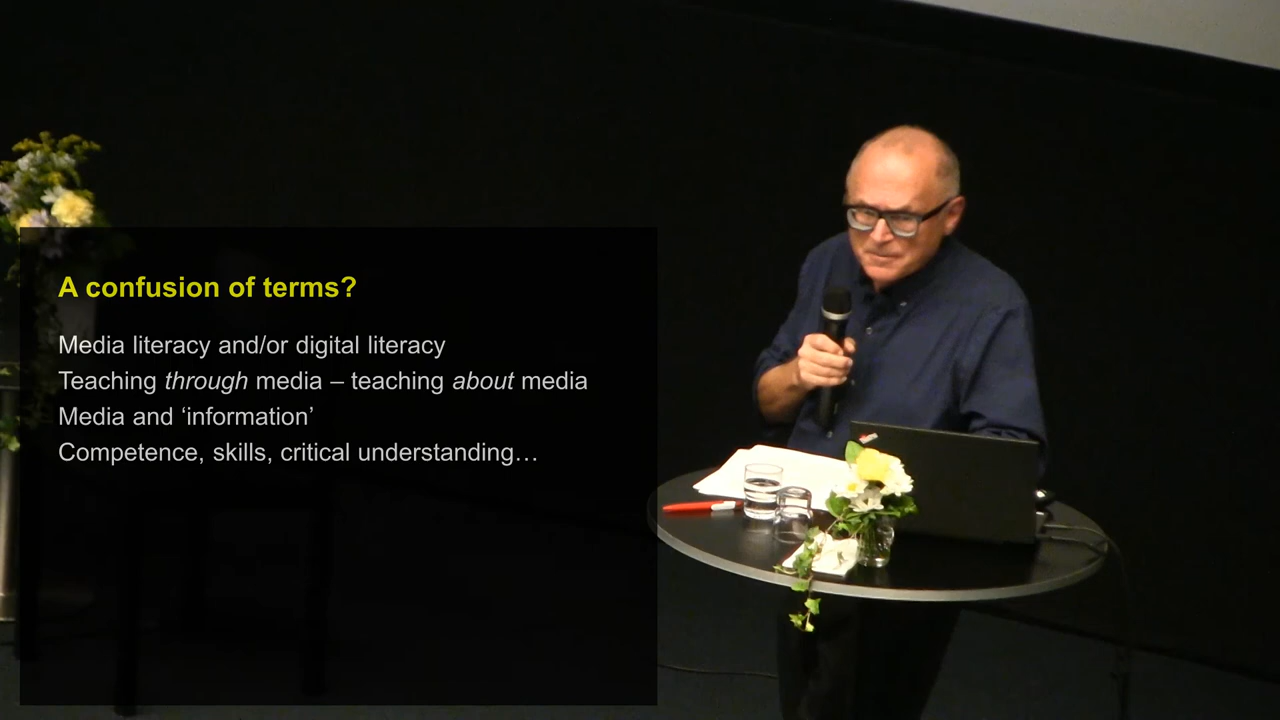 A confusion of terms?
Media literacy and/or digital literacy
Teaching through media – teaching about media
Media and ‘information’
Competence, skills, critical understanding…